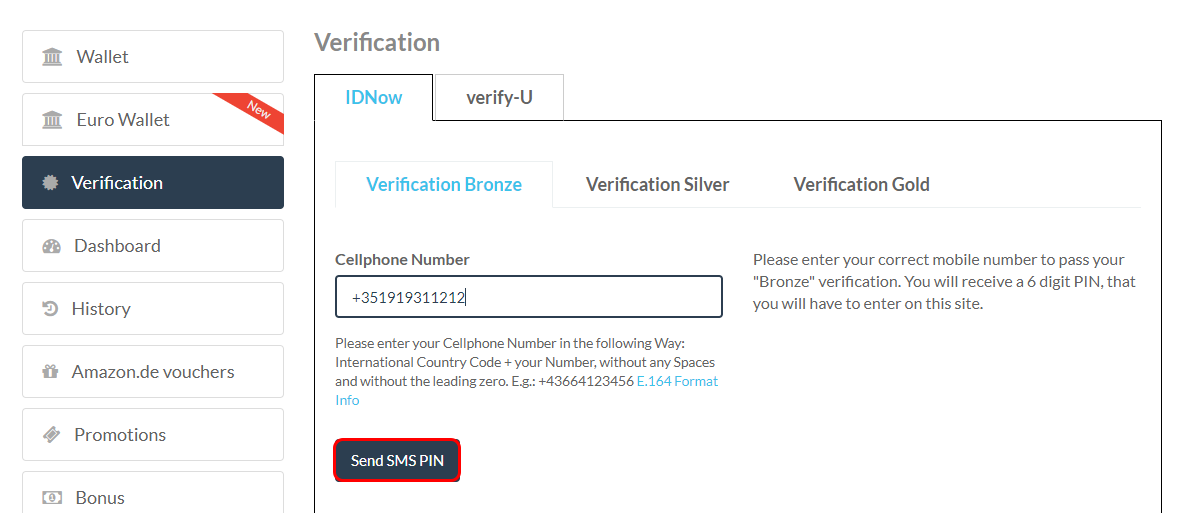 Wallet
Euro Wallet
New
Verification
Dashboard
History
Amazon.de vouchers
Promotions
Bonus
Verification
IDNow
verify-U
Verification Bronze
Verification Silver
Verification Gold
Cellphone Number
+351919311212
Please enter your Cellphone Number in the following Way:
International Country Code + your Number, without any Spaces
and without the leading zero. E.g.: +43664123456 E.164 Format
Info
Send SMS PIN
Please enter your correct mobile number to pass your
"Bronze" verification. You will receive a 6 digit PIN, that
you will have to enter on this site.